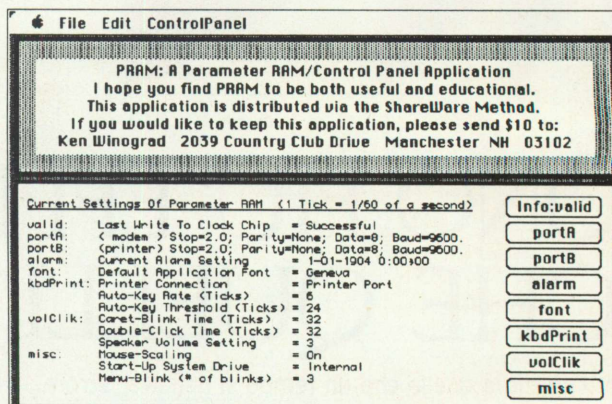 File Edit ControlPanel
PRAM: A Parameter RAM/Control Panel Application
I hope you find PRAM to be both useful and educational.
This application is distributed via the ShareWare Method.
If you would like to keep this application, please send $10 to:
Ken Winograd 2039 Country Club Drive Manchester NH 03102
Current Settings Of Parameter RAM (1 Tick = 1/60 of a second)
valid: Last Write To Clock Chip = Successful
portA: < modem > Stop=2.0; Parity=None; Data=8; Baud=9600.
portB: (printer) Stop=2.0; Parity=None; Data=8; Baud=9600.
alarm: Current Alarm Setting = 1-01-1904 0:00:00
font: Default Application Font = Geneva
kbdPrint: Printer Connection = Printer Port
Auto-Key Rate (Ticks) = 6
Auto-Key Threshold (Ticks) = 24
volClik: Caret-Blink Time (Ticks) = 32
Double-Click Time (Ticks) = 32
Speaker Volume Setting = 3
misc: Mouse-Scaling = On
Start-Up System Drive = Internal
Menu-Blink (# of blinks) = 3
Info:valid
portA
portB
alarm
font
kbdPrint
volClik
misc